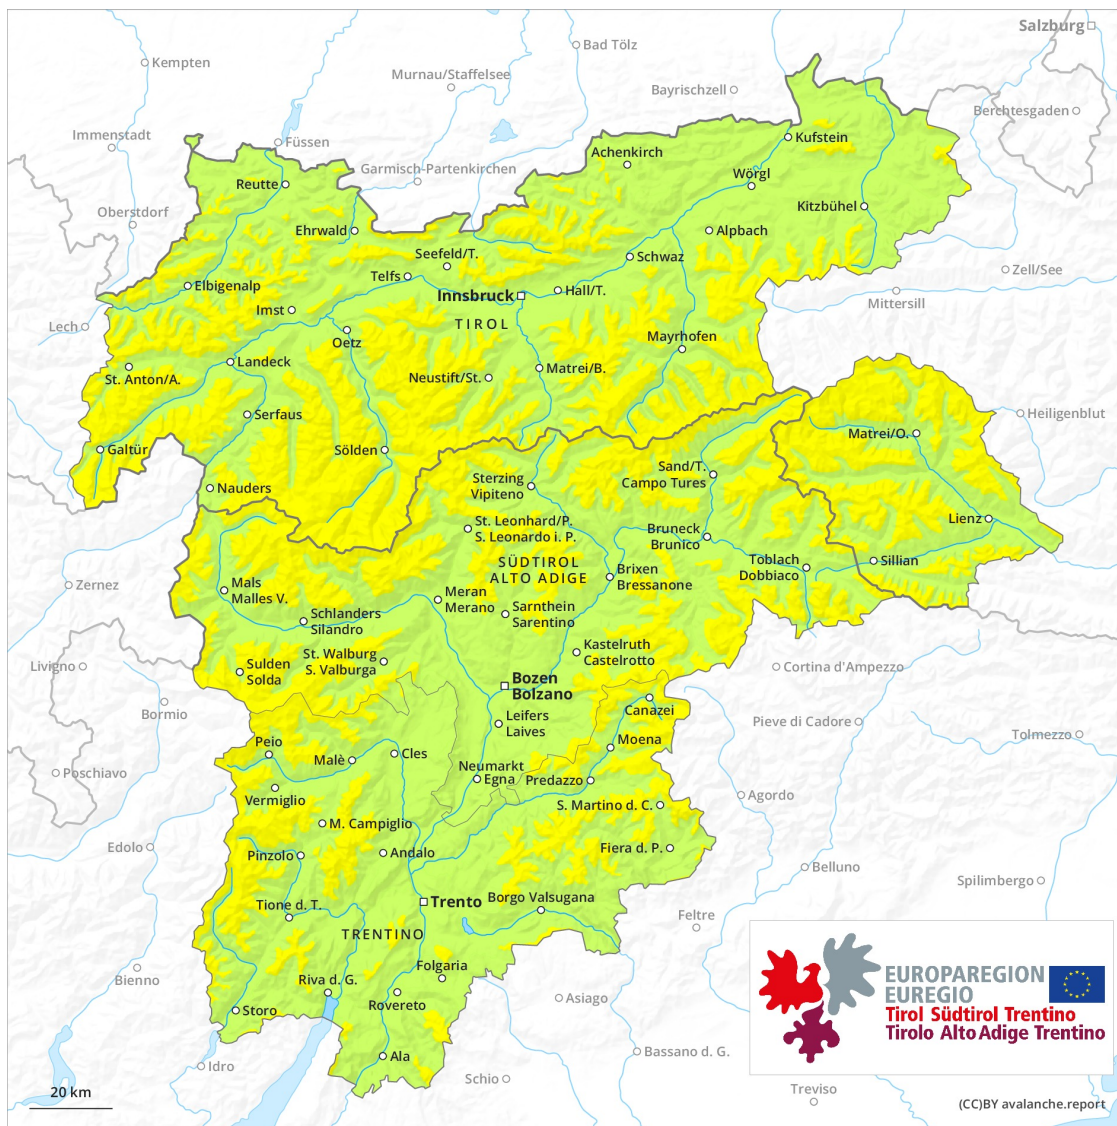 Salzburg
Bad Tölz
Kempten
Murnau/Staffelsee
Bayrischzell
Berchtesgaden
Immenstadt
Füssen
Kufstein
Achenkirch
Garmisch-Partenkirchen
Wörgl
Reutte
Kitzbühel
Oberstdorf
Ehrwald
Alpbach
Seefeld/T.
Schwaz
Telfs
Zell/See
Elbigenalp
Innsbruck
Hall/T.
Mittersill
Imst
TIROL
Lech
Oetz
Mayrhofen
Landeck
St. Anton/A.
Neustift/St.
Matrei/B.
Serfaus
Heiligenblut
Matrei/O.
Galtür
Sölden
Sand/T.
Campo Tures
Sterzing
Vipiteno
Nauders
Lienz
St. Leonhard/P.
S. Leonardo i. P.
Bruneck
Brunico
SÜDTIROL
ALTO ADIGE
Toblach
Dobbiaco
Sillian
Zernez
Mals
Malles V.
Brixen
Bressanone
Meran
Merano
Sarnthein
Sarentino
Schlanders
Silandro
St. Walburg
S. Valburga
Kastelruth
Castelrotto
Livigno
Sulden
Solda
Cortina d'Ampezzo
Bozen
Bolzano
Bormio
Canazei
Leifers
Laives
Pieve di Cadore
Tolmezzo
Peio
Malè
Cles
Moena
Poschiavo
Neumarkt
Egna
Predazzo
Vermiglio
S. Martino d. C.
Agordo
M. Campiglio
Edolo
Pinzolo
Andalo
Fiera d. P.
Belluno
Spilimbergo
Trento
Borgo Valsugana
Tione d. T.
Feltre
TRENTINO
Folgaria
Bienno
Riva d. G.
Rovereto
Asiago
Storo
EUROPAREGION
EUREGIO
Tirol Südtirol Trentino
Tirolo Alto Adige Trentino
Ala
Bassano d. G.
Idro
Schio
Treviso
20 km
(CC)BY avalanche.report